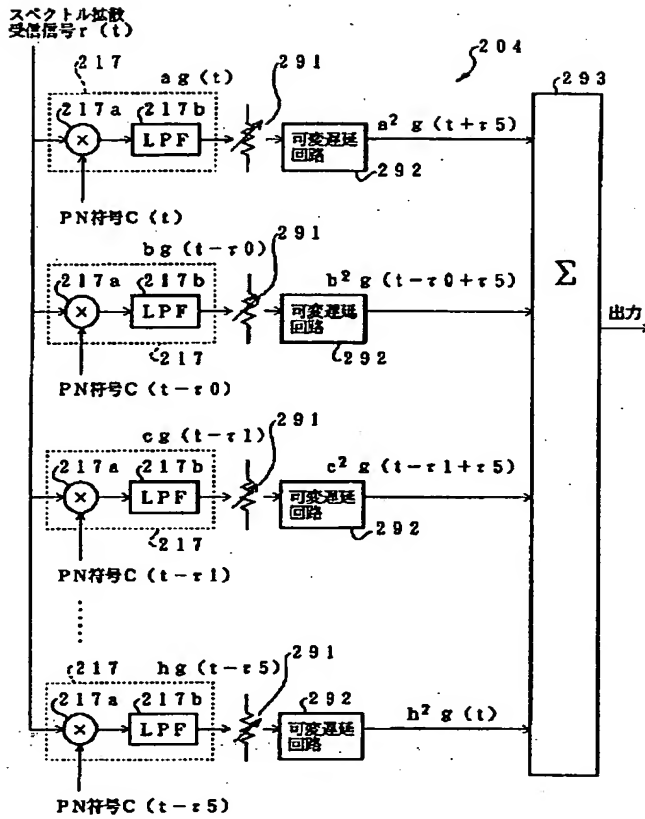 スペクトル拡散
受信信号r(t)
204
217
ag(t)
291
293
217a
217b
×
LPF
可変遅延
回路
a² g(t+τ5)
292
PN符号C(t)
bg(t-τ0)
291
217a
217b
×
LPF
可変遅延
回路
b² g(t-τ0+τ5)
Σ
出力
292
217
PN符号C(t-τ0)
cg(t-τ1)
291
217a
217b
×
LPF
可変遅延
回路
c² g(t-τ1+τ5)
292
217
PN符号C(t-τ1)
217
hg(t-τ5)
291
217a
217b
292
×
LPF
可変遅延
回路
h² g(t)
PN符号C(t-τ5)